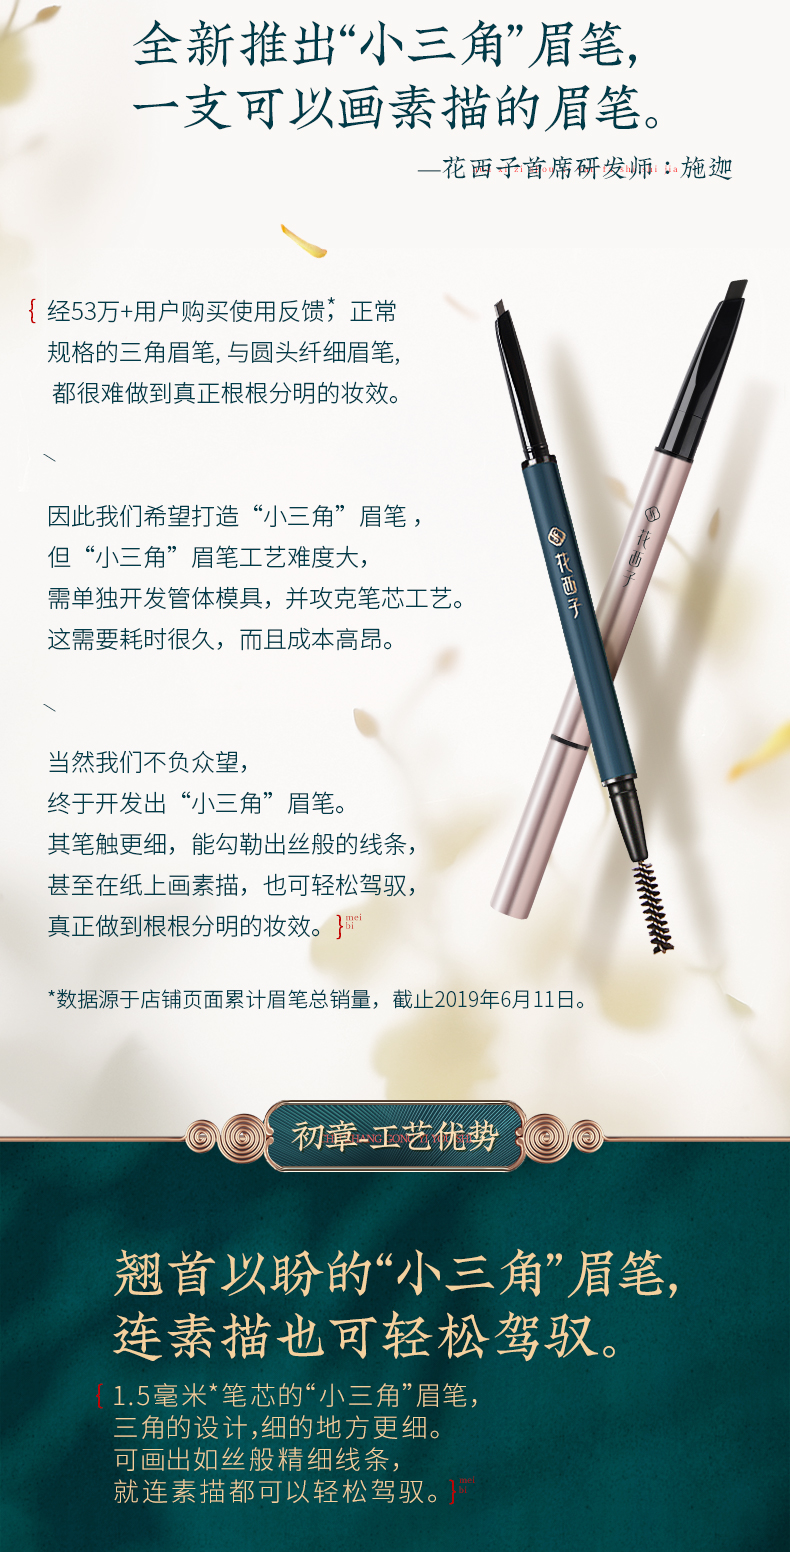 全新推出“小三角”眉笔,
一支可以画素描的眉笔。
—花西子首席研发师：施迦
{ 经53万+用户购买使用反馈*，正常
规格的三角眉笔, 与圆头纤细眉笔,
都很难做到真正根根分明的妆效。
因此我们希望打造“小三角”眉笔，
但“小三角”眉笔工艺难度大，
需单独开发管体模具，并攻克笔芯工艺。
这需要耗时很久，而且成本高昂。
当然我们不负众望，
终于开发出“小三角”眉笔。
其笔触更细，能勾勒出丝般的线条，
甚至在纸上画素描，也可轻松驾驭，
真正做到根根分明的妆效。}
mei
bi
花西子
花西子
*数据源于店铺页面累计眉笔总销量，截止2019年6月11日。
初章·工艺优势
翘首以盼的“小三角”眉笔,
连素描也可轻松驾驭。
{ 1.5毫米*笔芯的“小三角”眉笔，
三角的设计,细的地方更细。
可画出如丝般精细线条，
就连素描都可以轻松驾驭。}
mei
bi